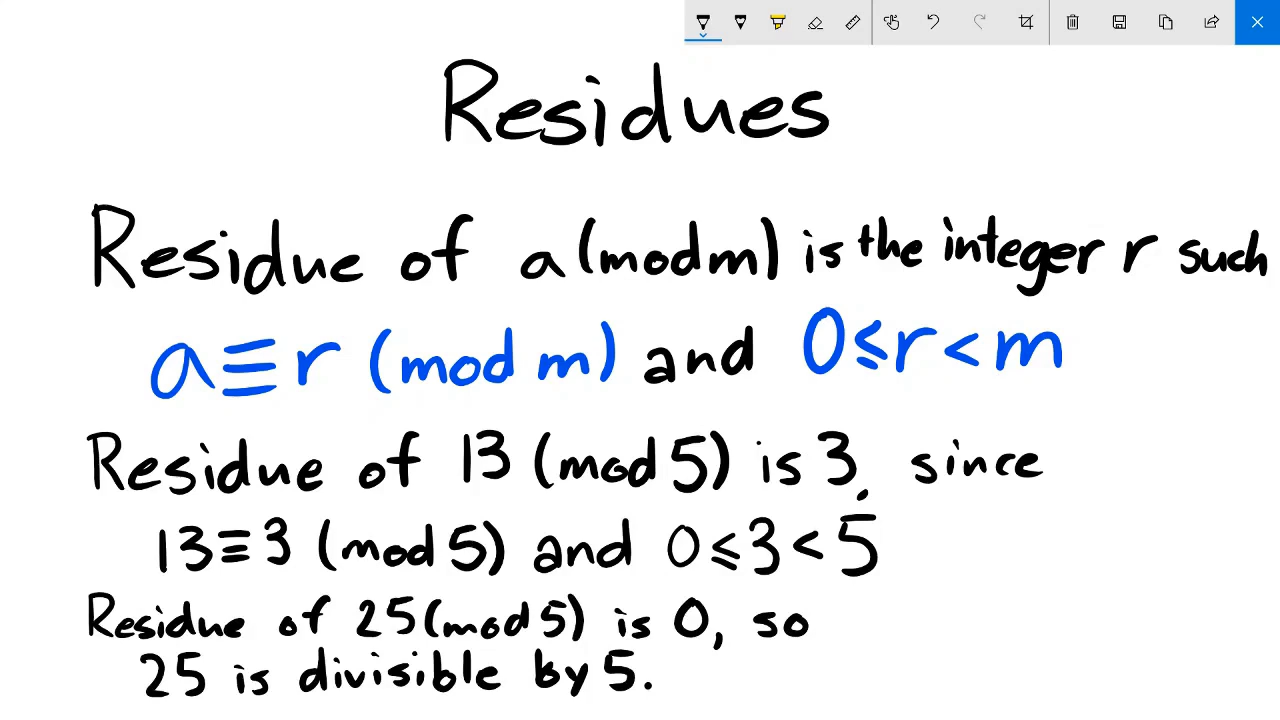 Residues
Residue of a (mod m) is the integer r such
a ≡ r (mod m) and 0 ≤ r < m
Residue of 13 (mod 5) is 3, since
13 ≡ 3 (mod 5) and 0 ≤ 3 < 5
Residue of 25 (mod 5) is 0, so
25 is divisible by 5.